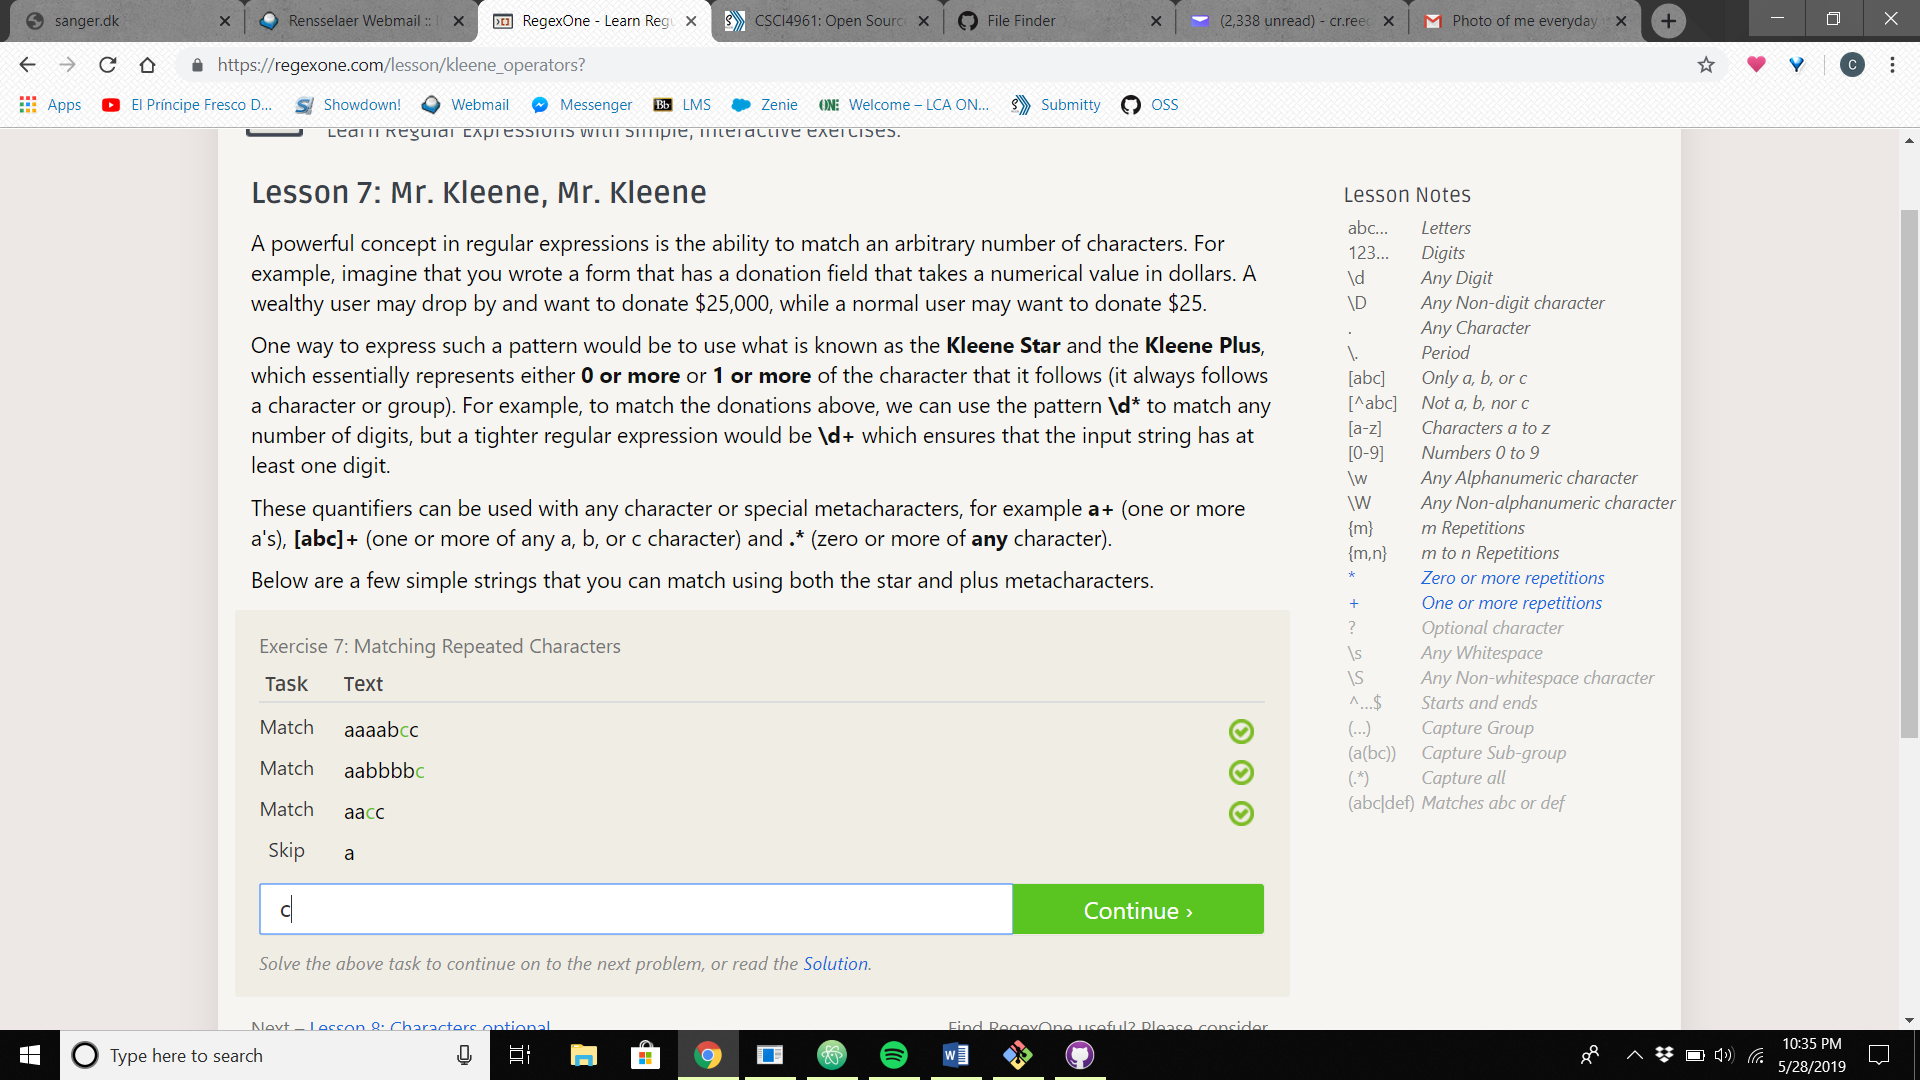 sanger.dk
Rensselaer Webmail ::
RegexOne - Learn Regu
CSCI4961: Open Sourc
File Finder
(2,338 unread) - cr.reed
Photo of me everyday
https://regexone.com/lesson/kleene_operators?
C
Apps
El Príncipe Fresco D...
Showdown!
Webmail
Messenger
Bb LMS
Zenie
ONE Welcome – LCA ON...
Submitty
OSS
Learn Regular Expressions with simple, interactive exercises.
Lesson 7: Mr. Kleene, Mr. Kleene
A powerful concept in regular expressions is the ability to match an arbitrary number of characters. For
example, imagine that you wrote a form that has a donation field that takes a numerical value in dollars. A
wealthy user may drop by and want to donate $25,000, while a normal user may want to donate $25.
One way to express such a pattern would be to use what is known as the Kleene Star and the Kleene Plus,
which essentially represents either 0 or more or 1 or more of the character that it follows (it always follows
a character or group). For example, to match the donations above, we can use the pattern \d* to match any
number of digits, but a tighter regular expression would be \d+ which ensures that the input string has at
least one digit.
These quantifiers can be used with any character or special metacharacters, for example a+ (one or more
a's), [abc]+ (one or more of any a, b, or c character) and .* (zero or more of any character).
Below are a few simple strings that you can match using both the star and plus metacharacters.
Exercise 7: Matching Repeated Characters
Task Text
Match aaaabcc
Match aabbbbc
Match aacc
Skip a
c
Continue ›
Solve the above task to continue on to the next problem, or read the Solution.
Next – Lesson 8: Characters optional
Find RegexOne useful? Please consider
Lesson Notes
abc... Letters
123... Digits
\d Any Digit
\D Any Non-digit character
. Any Character
\. Period
[abc] Only a, b, or c
[^abc] Not a, b, nor c
[a-z] Characters a to z
[0-9] Numbers 0 to 9
\w Any Alphanumeric character
\W Any Non-alphanumeric character
{m} m Repetitions
{m,n} m to n Repetitions
* Zero or more repetitions
+ One or more repetitions
? Optional character
\s Any Whitespace
\S Any Non-whitespace character
^...$ Starts and ends
(...) Capture Group
(a(bc)) Capture Sub-group
(.*) Capture all
(abc|def) Matches abc or def
Type here to search
10:35 PM
5/28/2019